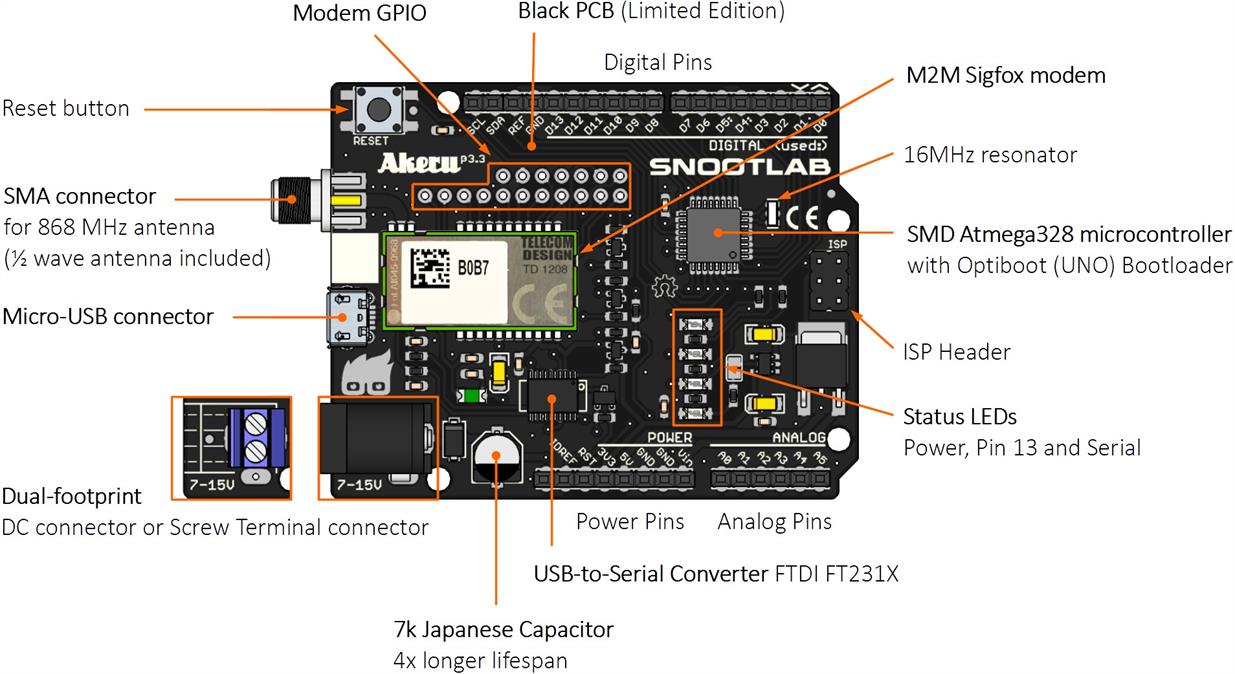 Modem GPIO
Black PCB (Limited Edition)
Digital Pins
M2M Sigfox modem
Reset button
RESET
SCL SDA REF GND D13 D12 D11 D10 D9 D8 D7 D6: D5: D4: D3 D2 D1. D0
DIGITAL (used:)
Akeru P3.3
SNOOTLAB
16MHz resonator
SMA connector
for 868 MHz antenna
(½ wave antenna included)
TELECOM
DESIGN
TD 1208
B0B7
CE
CE
SMD Atmega328 microcontroller
with Optiboot (UNO) Bootloader
ISP
Micro-USB connector
ISP Header
Status LEDs
Power, Pin 13 and Serial
POWER
ANALOG
IOREF RST 3V3 5V GND GND Vin
A0 A1 A2 A3 A4 A5
7-15V
7-15V
Dual-footprint
DC connector or Screw Terminal connector
Power Pins
Analog Pins
USB-to-Serial Converter FTDI FT231X
7k Japanese Capacitor
4x longer lifespan